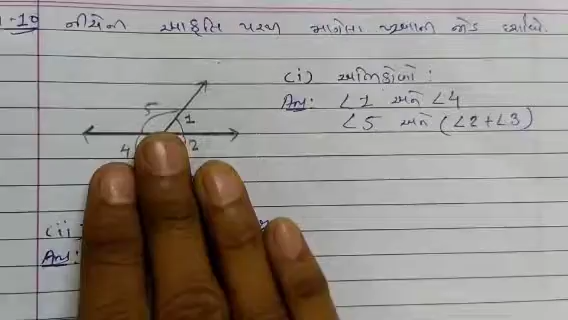 -10 નીચેની આકૃતિ પરથી માગેલા ખૂણાની જોડ દર્શાવો.
(i) અભિકોણો :
Ans: ∠1 અને ∠4
∠5 અને (∠2+∠3)
5
1
4
2
(ii)
Ans: